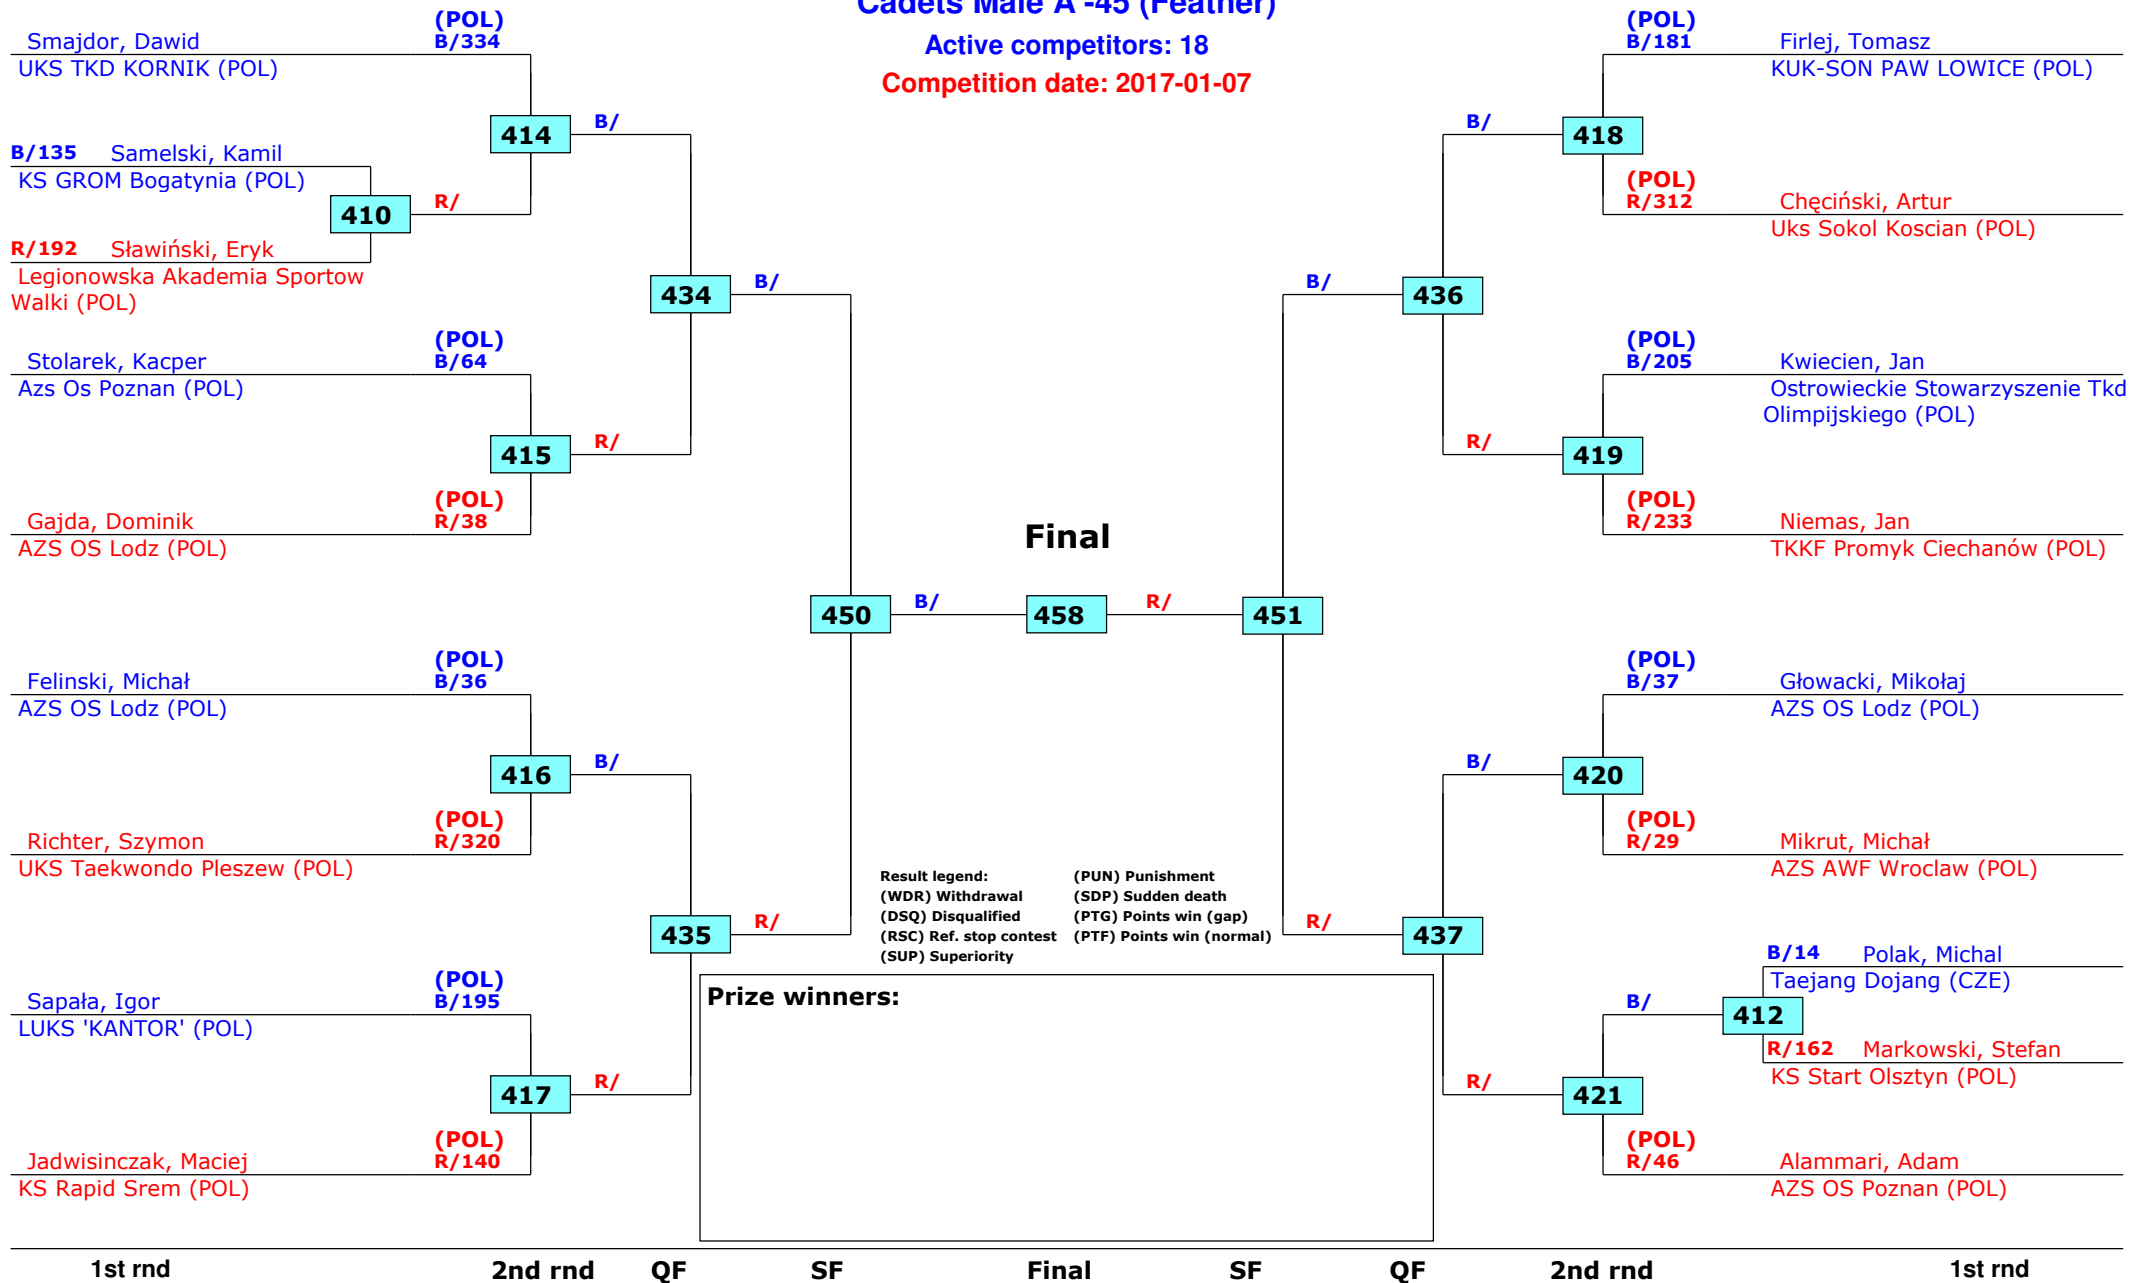 Cadets Male A -45 (Feather)
Active competitors: 18
Competition date: 2017-01-07
(POL)
Smajdor, Dawid B/334
UKS TKD KORNIK (POL)
414
B/
B/135 Samelski, Kamil
KS GROM Bogatynia (POL)
410
R/
R/192 Sławiński, Eryk
Legionowska Akademia Sportow
Walki (POL)
434
B/
(POL)
Stolarek, Kacper B/64
Azs Os Poznan (POL)
415
R/
(POL)
Gajda, Dominik R/38
AZS OS Lodz (POL)
450
B/
(POL)
Felinski, Michał B/36
AZS OS Lodz (POL)
416
B/
(POL)
Richter, Szymon R/320
UKS Taekwondo Pleszew (POL)
435
R/
(POL)
Sapała, Igor B/195
LUKS 'KANTOR' (POL)
417
R/
(POL)
Jadwisinczak, Maciej R/140
KS Rapid Srem (POL)
Final
458
R/
451
(POL)
B/181 Firlej, Tomasz
KUK-SON PAW LOWICE (POL)
B/
418
(POL)
R/312 Chęciński, Artur
Uks Sokol Koscian (POL)
B/
436
(POL)
B/205 Kwiecien, Jan
Ostrowieckie Stowarzyszenie Tkd
Olimpijskiego (POL)
R/
419
(POL)
R/233 Niemas, Jan
TKKF Promyk Ciechanów (POL)
(POL)
B/37 Głowacki, Mikołaj
AZS OS Lodz (POL)
B/
420
(POL)
R/29 Mikrut, Michał
AZS AWF Wroclaw (POL)
R/
437
B/14 Polak, Michal
Taejang Dojang (CZE)
B/
412
R/162 Markowski, Stefan
KS Start Olsztyn (POL)
R/
421
(POL)
R/46 Alammari, Adam
AZS OS Poznan (POL)
Result legend: (PUN) Punishment
(WDR) Withdrawal (SDP) Sudden death
(DSQ) Disqualified (PTG) Points win (gap)
(RSC) Ref. stop contest (PTF) Points win (normal)
(SUP) Superiority
Prize winners:
1st rnd 2nd rnd QF SF Final SF QF 2nd rnd 1st rnd